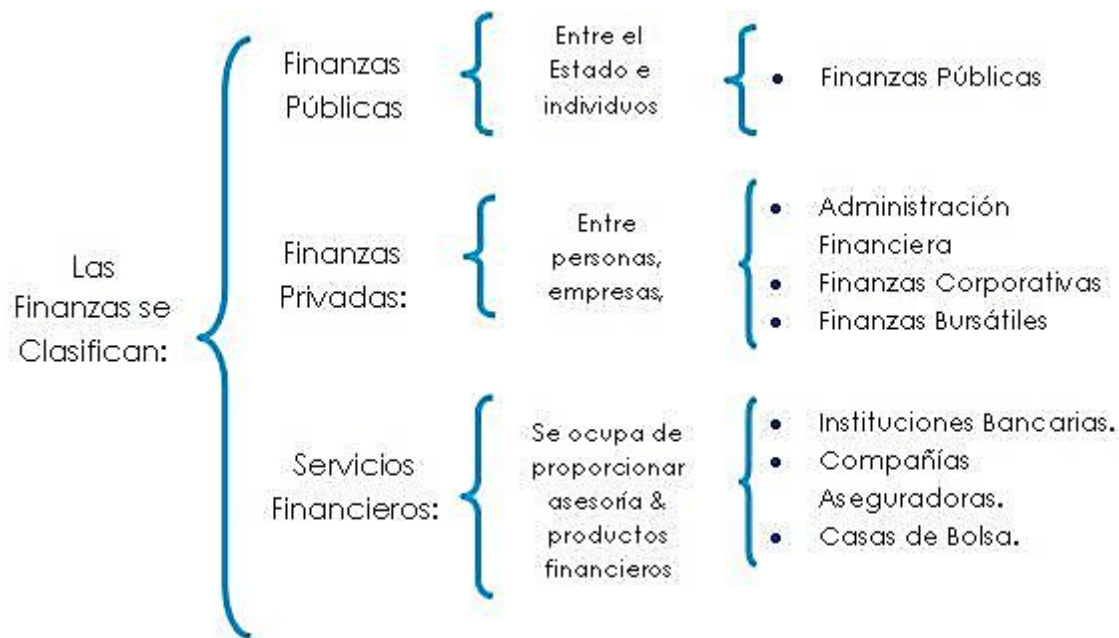 Las
Finanzas se
Clasifican:
Finanzas
Públicas
Entre el
Estado e
individuos
• Finanzas Públicas
Finanzas
Privadas:
Entre
personas,
empresas,
• Administración
Financiera
• Finanzas Corporativas
• Finanzas Bursátiles
Servicios
Financieros:
Se ocupa de
proporcionar
asesoría &
productos
financieros
• Instituciones Bancarias.
• Compañías
Aseguradoras.
• Casas de Bolsa.